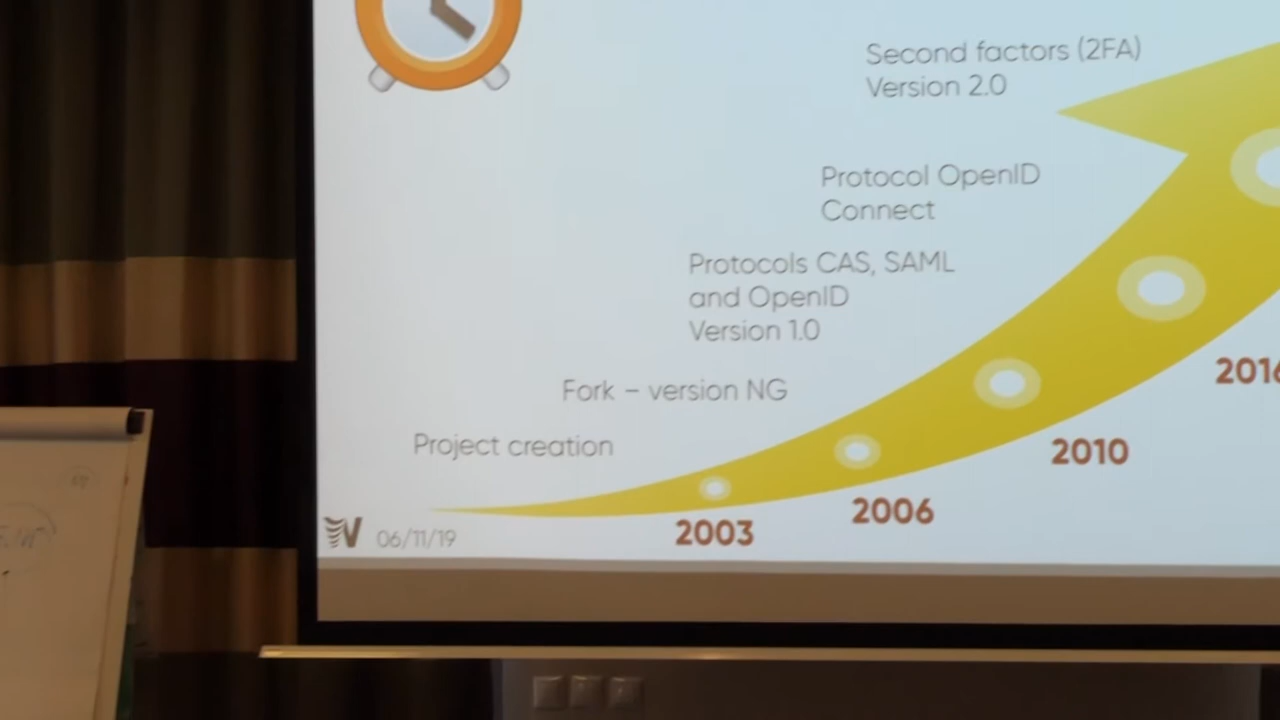 Second factors (2FA)
Version 2.0
Protocol OpenID
Connect
Protocols CAS, SAML
and OpenID
Version 1.0
Fork – version NG
Project creation
2003
2006
2010
2016
06/11/19